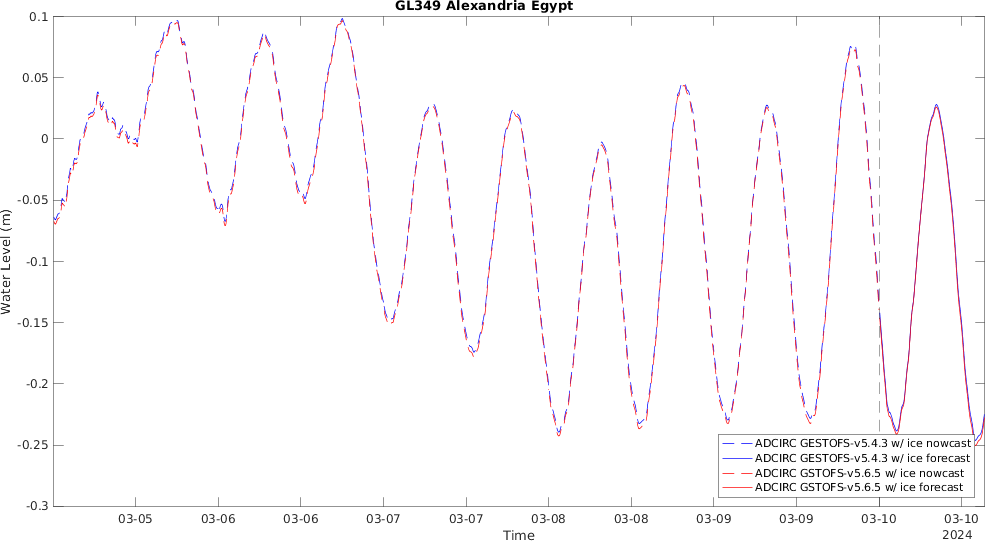 GL349 Alexandria Egypt
0.1
0.05
0
-0.05
-0.1
-0.15
-0.2
-0.25
-0.3
Water Level (m)
ADCIRC GESTOFS-v5.4.3 w/ ice nowcast
ADCIRC GESTOFS-v5.4.3 w/ ice forecast
ADCIRC GSTOFS-v5.6.5 w/ ice nowcast
ADCIRC GSTOFS-v5.6.5 w/ ice forecast
03-05 03-06 03-06 03-07 03-07 03-08 03-08 03-09 03-09 03-10 03-10
Time 2024